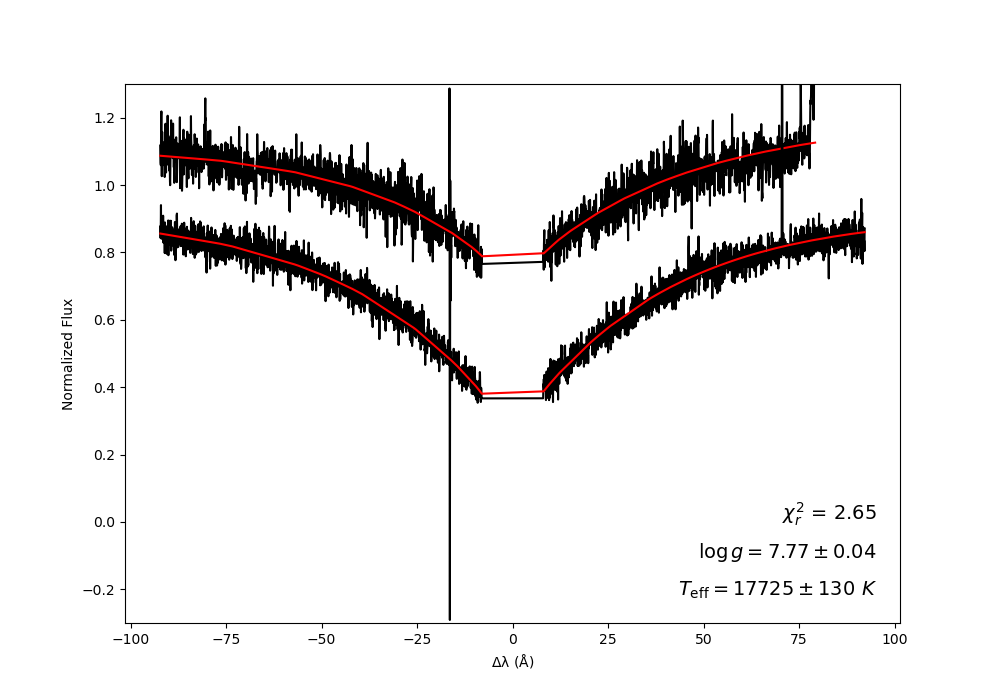 1.2
1.0
0.8
0.6
0.4
0.2
0.0
−0.2
Normalized Flux
χ²ᵣ = 2.65
log g = 7.77 ± 0.04
T_eff = 17725 ± 130 K
−100 −75 −50 −25 0 25 50 75 100
Δλ (Å)